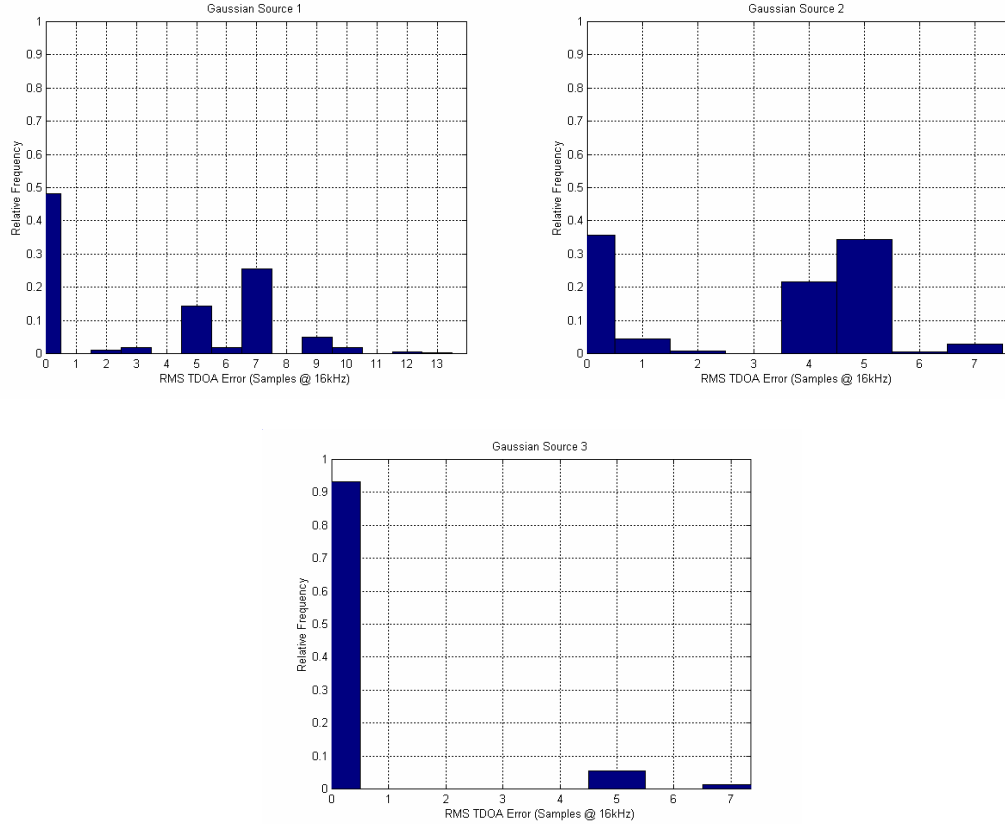 Gaussian Source 1
1
0.9
0.8
0.7
0.6
0.5
0.4
0.3
0.2
0.1
0
Relative Frequency
0 1 2 3 4 5 6 7 8 9 10 11 12 13
RMS TDOA Error (Samples @ 16kHz)
Gaussian Source 2
1
0.9
0.8
0.7
0.6
0.5
0.4
0.3
0.2
0.1
0
Relative Frequency
0 1 2 3 4 5 6 7
RMS TDOA Error (Samples @ 16kHz)
Gaussian Source 3
1
0.9
0.8
0.7
0.6
0.5
0.4
0.3
0.2
0.1
0
Relative Frequency
0 1 2 3 4 5 6 7
RMS TDOA Error (Samples @ 16kHz)